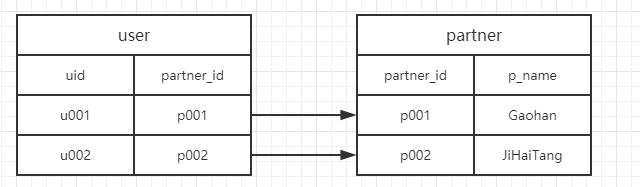 user partner
uid partner_id partner_id p_name
u001 p001 p001 Gaohan
u002 p002 p002 JiHaiTang